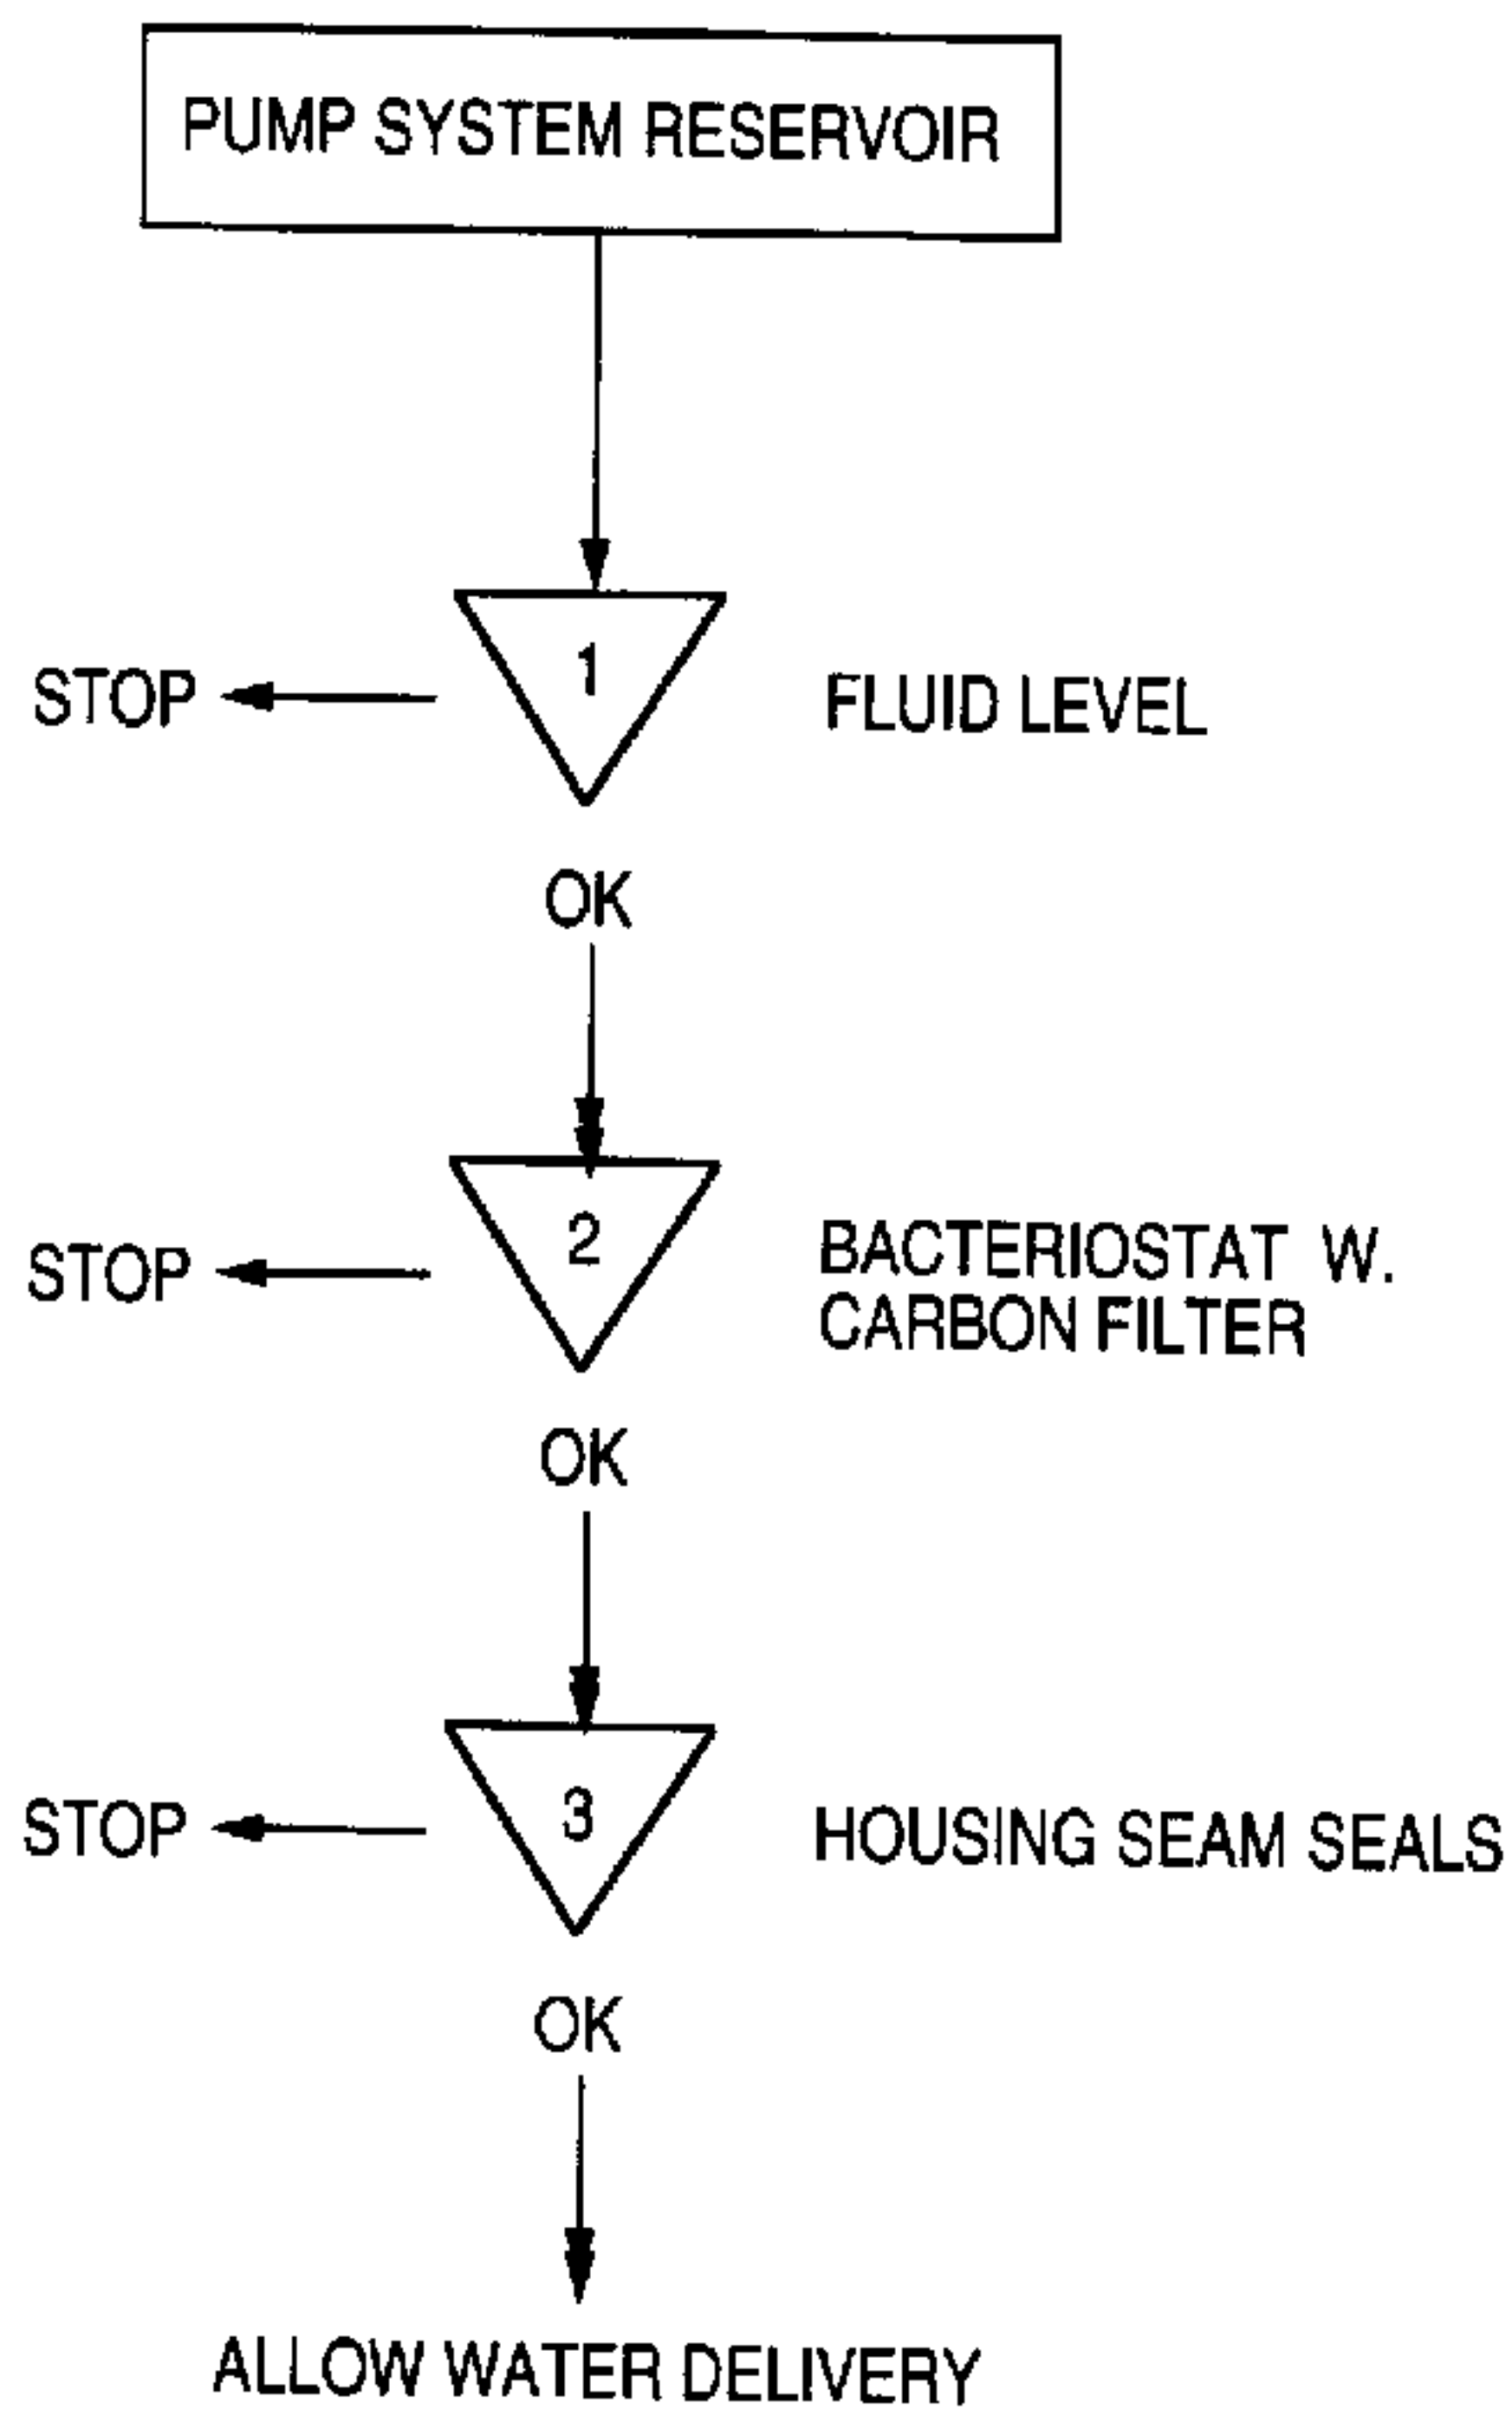 PUMP SYSTEM RESERVOIR
1
STOP
FLUID LEVEL
OK
2
STOP
BACTERIOSTAT W.
CARBON FILTER
OK
3
STOP
HOUSING SEAM SEALS
OK
ALLOW WATER DELIVERY